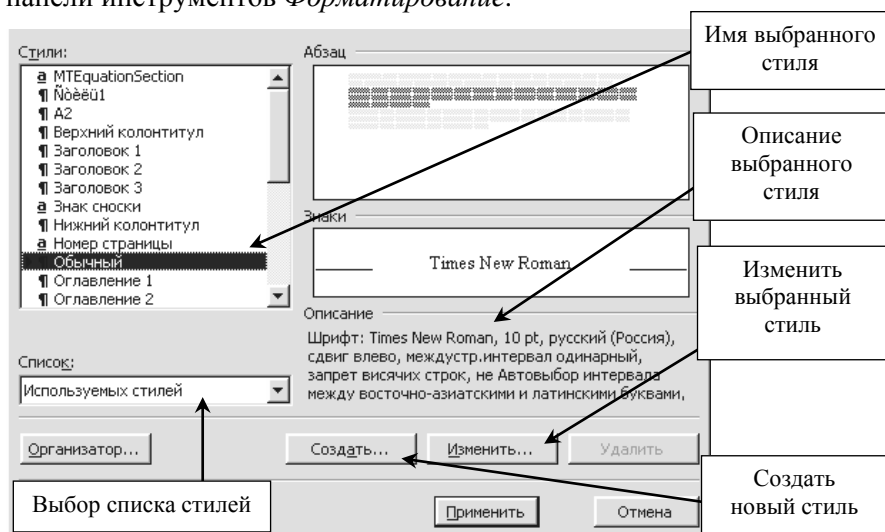 панели инструментов Форматирование.
Имя выбранного
стиля
Стили:
Абзац
a MTEquationSection
¶ Ñòèëü1
¶ A2
¶ Верхний колонтитул
¶ Заголовок 1
¶ Заголовок 2
¶ Заголовок 3
a Знак сноски
¶ Нижний колонтитул
a Номер страницы
Обычный
¶ Оглавление 1
¶ Оглавление 2
Описание
выбранного
стиля
Знаки
Times New Roman
Изменить
выбранный
стиль
Описание
Шрифт: Times New Roman, 10 pt, русский (Россия),
сдвиг влево, междустр.интервал одинарный,
запрет висячих строк, не Автовыбор интервала
между восточно-азиатскими и латинскими буквами,
Список:
Используемых стилей
Организатор...
Создать...
Изменить...
Удалить
Выбор списка стилей
Применить
Отмена
Создать
новый стиль